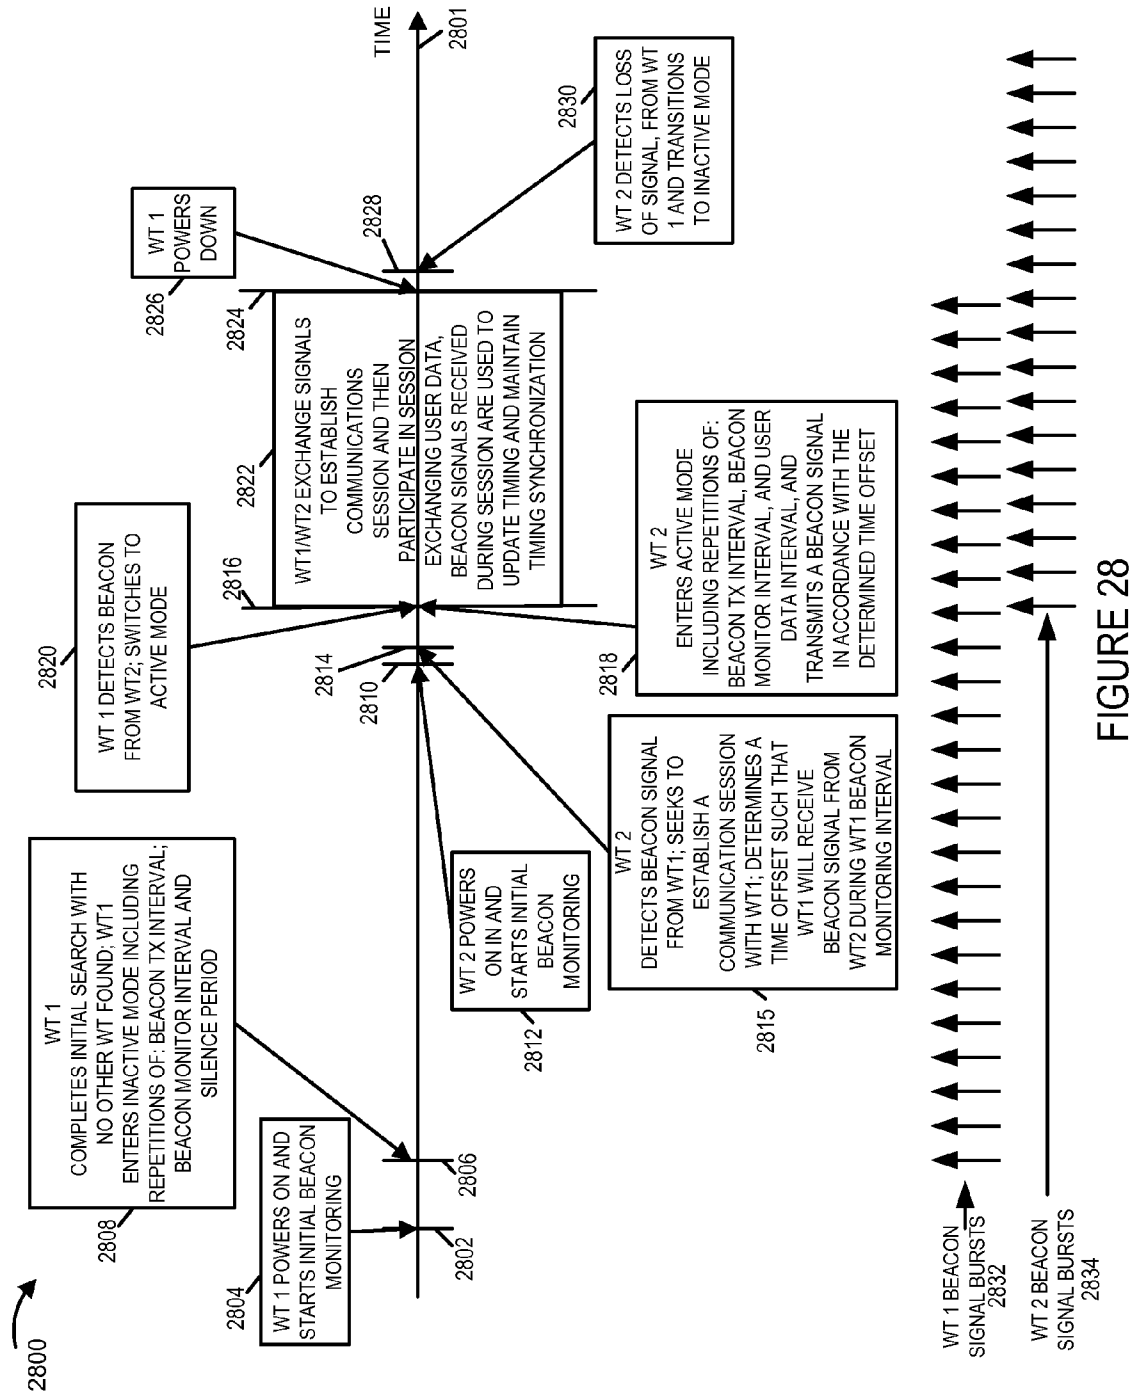 2800
TIME
2801
WT 1
COMPLETES INITIAL SEARCH WITH
NO OTHER WT FOUND; WT1
ENTERS INACTIVE MODE INCLUDING
REPETITIONS OF: BEACON TX INTERVAL;
BEACON MONITOR INTERVAL AND
SILENCE PERIOD
2808
WT 1 POWERS ON AND
STARTS INITIAL BEACON
MONITORING
2804
2802
2806
WT 1 DETECTS BEACON
FROM WT2; SWITCHES TO
ACTIVE MODE
2820
WT 1
POWERS
DOWN
2826
2810
2814
2816
2822
2824
2828
WT1/WT2 EXCHANGE SIGNALS
TO ESTABLISH
COMMUNICATIONS
SESSION AND THEN
PARTICIPATE IN SESSION
EXCHANGING USER DATA,
BEACON SIGNALS RECEIVED
DURING SESSION ARE USED TO
UPDATE TIMING AND MAINTAIN
TIMING SYNCHRONIZATION
WT 2 POWERS
ON IN AND
STARTS INITIAL
BEACON
MONITORING
2812
WT 2
DETECTS BEACON SIGNAL
FROM WT1; SEEKS TO
ESTABLISH A
COMMUNICATION SESSION
WITH WT1; DETERMINES A
TIME OFFSET SUCH THAT
WT1 WILL RECEIVE
BEACON SIGNAL FROM
WT2 DURING WT1 BEACON
MONITORING INTERVAL
2815
WT 2
ENTERS ACTIVE MODE
INCLUDING REPETITIONS OF:
BEACON TX INTERVAL, BEACON
MONITOR INTERVAL, AND USER
DATA INTERVAL, AND
TRANSMITS A BEACON SIGNAL
IN ACCORDANCE WITH THE
DETERMINED TIME OFFSET
2818
WT 2 DETECTS LOSS
OF SIGNAL, FROM WT
1 AND TRANSITIONS
TO INACTIVE MODE
2830
WT 1 BEACON
SIGNAL BURSTS
2832
WT 2 BEACON
SIGNAL BURSTS
2834
FIGURE 28